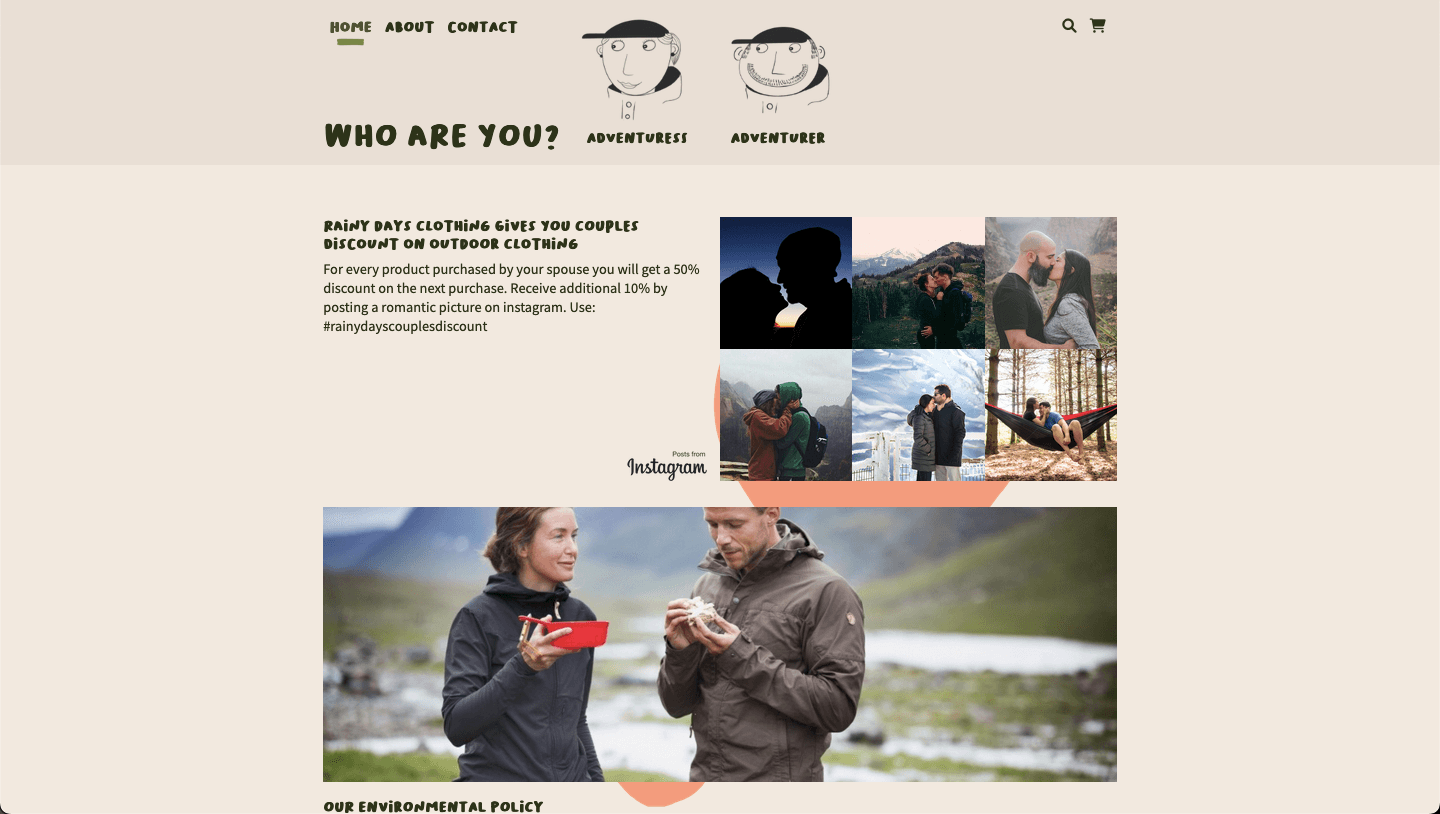 HOME ABOUT CONTACT
WHO ARE YOU?
ADVENTURESS ADVENTURER
RAINY DAYS CLOTHING GIVES YOU COUPLES
DISCOUNT ON OUTDOOR CLOTHING
For every product purchased by your spouse you will get a 50%
discount on the next purchase. Receive additional 10% by
posting a romantic picture on instagram. Use:
#rainydayscouplesdiscount
Posts from
Instagram
OUR ENVIRONMENTAL POLICY